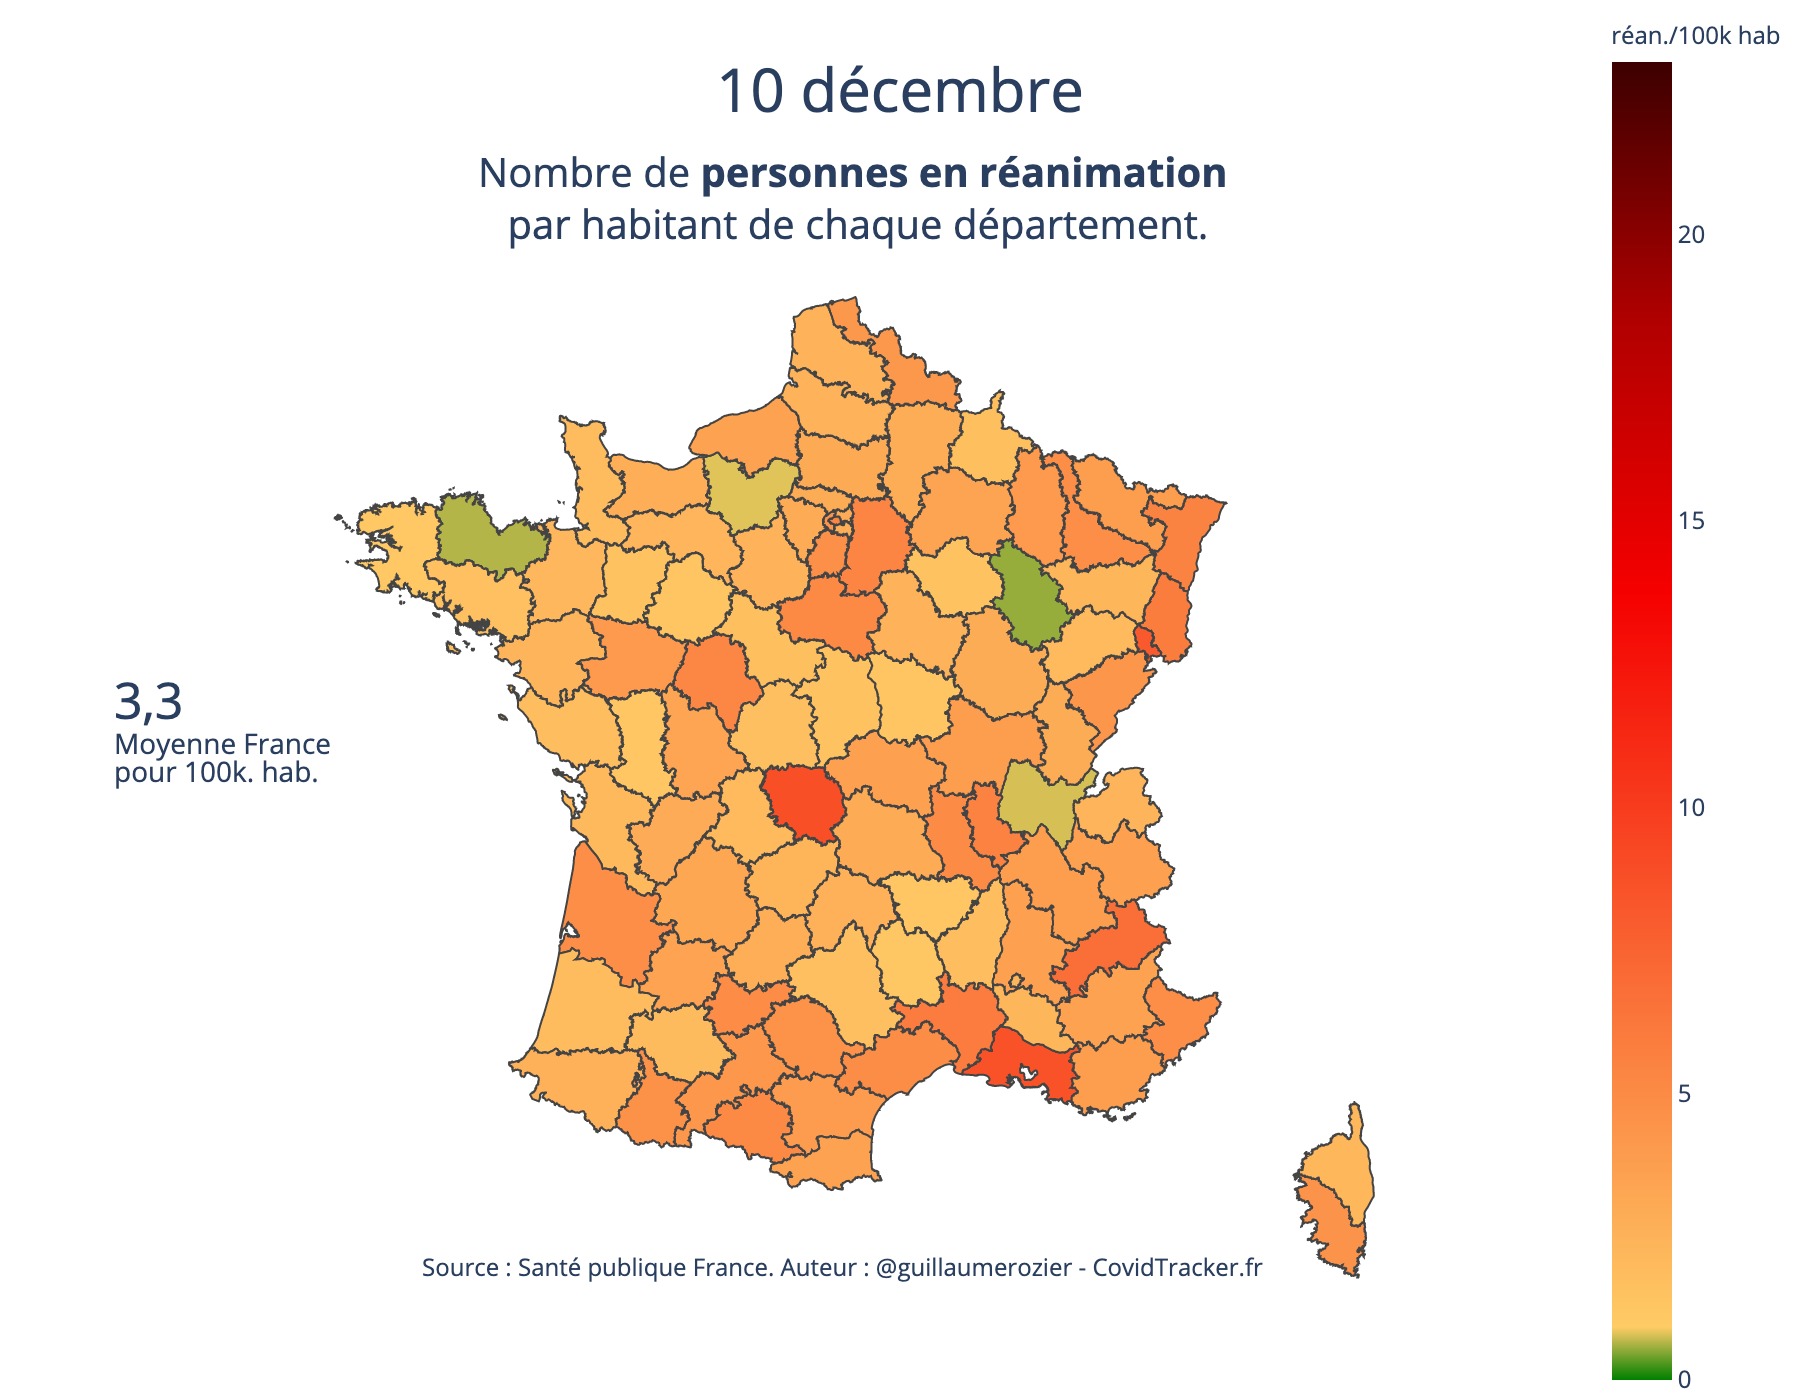 réan./100k hab
10 décembre
Nombre de personnes en réanimation
par habitant de chaque département.
20
15
3,3
Moyenne France
pour 100k. hab.
10
5
Source : Santé publique France. Auteur : @guillaumerozier - CovidTracker.fr
0